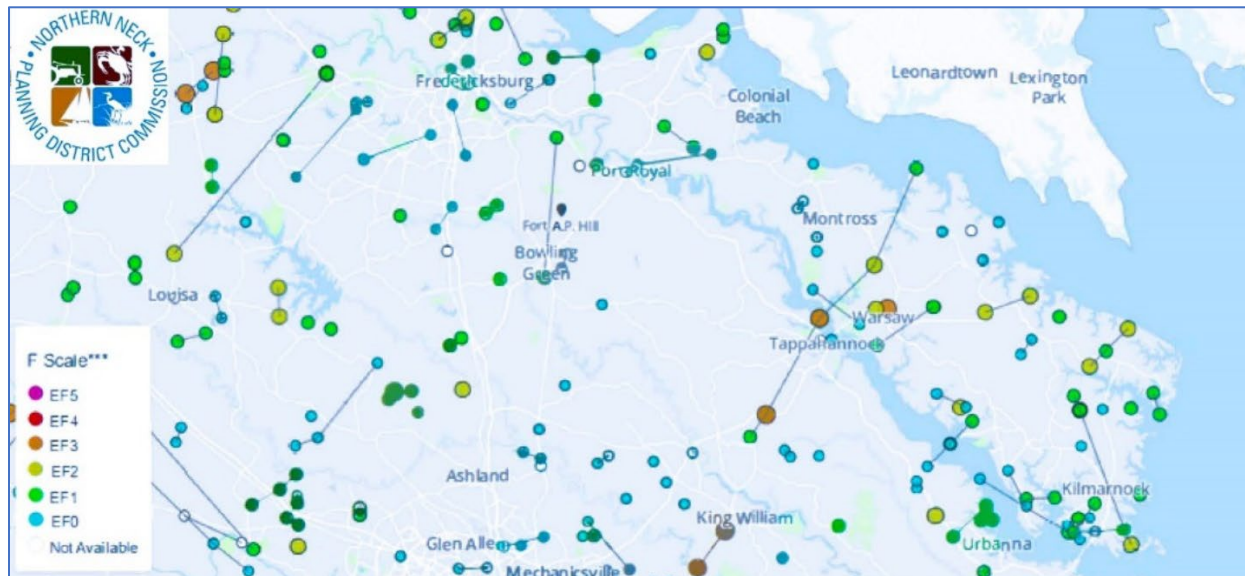 • NORTHERN NECK •
PLANNING DISTRICT COMMISSION
Leonardtown
Lexington
Park
Fredericksburg
Colonial
Beach
Port Royal
Montross
Fort A.P. Hill
Bowling
Green
Louisa
Warsaw
Tappahannock
F Scale***
EF5
EF4
EF3
EF2
EF1
EF0
Not Available
Ashland
Kilmarnock
King William
Glen Alle
Urbanna
Mechanicsville